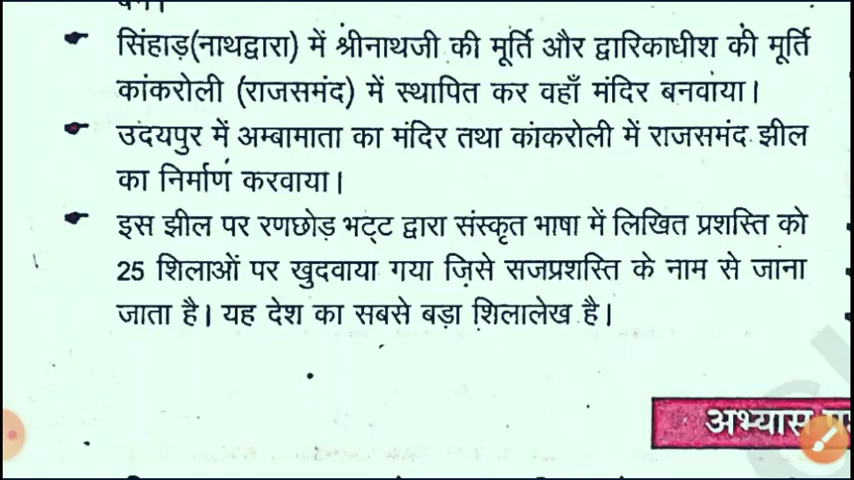 सिंहाड़(नाथद्वारा) में श्रीनाथजी की मूर्ति और द्वारिकाधीश की मूर्ति
कांकरोली (राजसमंद) में स्थापित कर वहाँ मंदिर बनवाया।
उदयपुर में अम्बामाता का मंदिर तथा कांकरोली में राजसमंद झील
का निर्माण करवाया।
इस झील पर रणछोड़ भट्ट द्वारा संस्कृत भाषा में लिखित प्रशस्ति को
25 शिलाओं पर खुदवाया गया जिसे सजप्रशस्ति के नाम से जाना
जाता है। यह देश का सबसे बड़ा शिलालेख है।
अभ्यास